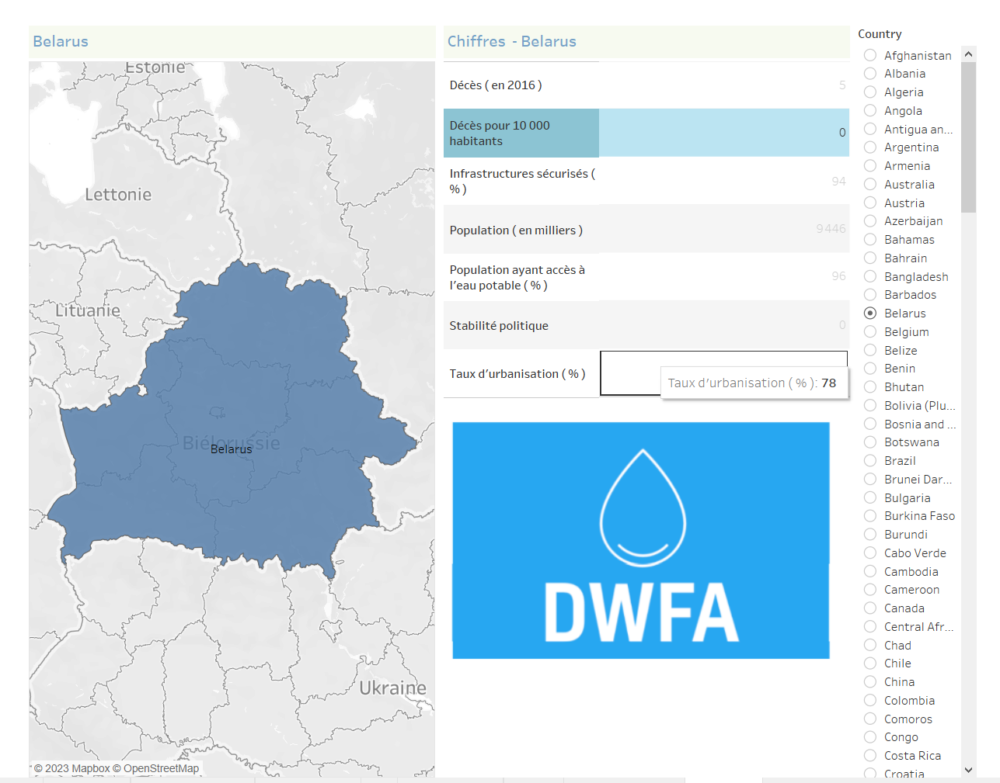 Belarus
Estonie
Lettonie
Lituanie
Biélorussie
Belarus
Ukraine
© 2023 Mapbox © OpenStreetMap
Chiffres - Belarus
Décès ( en 2016 ) 5
Décès pour 10 000
habitants 0
Infrastructures sécurisés (
% ) 94
Population ( en milliers ) 9 446
Population ayant accès à
l’eau potable ( % ) 96
Stabilité politique 0
Taux d’urbanisation ( % )
Taux d’urbanisation ( % ): 78
DWFA
Country
Afghanistan
Albania
Algeria
Angola
Antigua an...
Argentina
Armenia
Australia
Austria
Azerbaijan
Bahamas
Bahrain
Bangladesh
Barbados
Belarus
Belgium
Belize
Benin
Bhutan
Bolivia (Plu...
Bosnia and ...
Botswana
Brazil
Brunei Dar...
Bulgaria
Burkina Faso
Burundi
Cabo Verde
Cambodia
Cameroon
Canada
Central Afr...
Chad
Chile
China
Colombia
Comoros
Congo
Costa Rica
Croatia